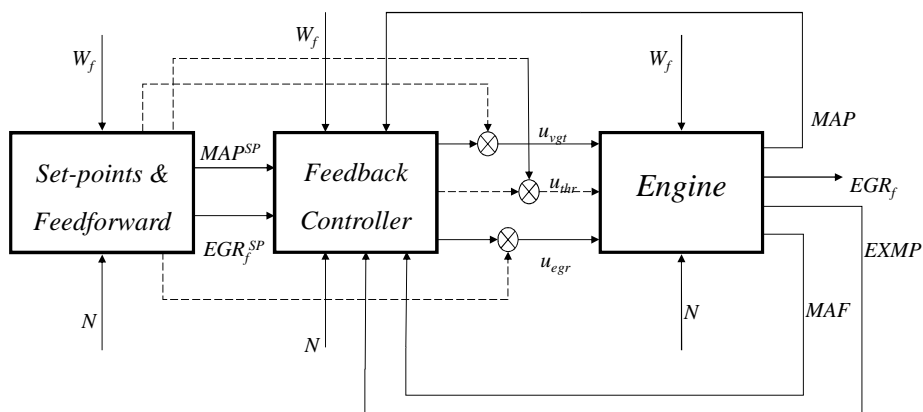 W_f
W_f
W_f
MAP
Set-points &
Feedforward
MAP^SP
EGR_f^SP
Feedback
Controller
u_vgt
u_thr
u_egr
Engine
EGR_f
EXMP
MAF
N
N
N